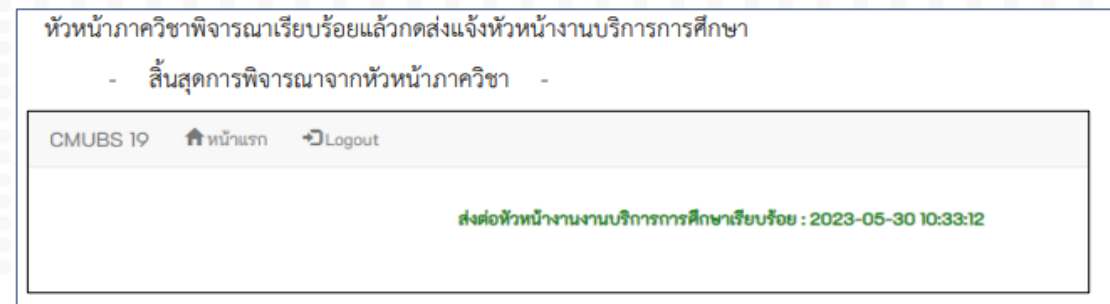 หัวหน้าภาควิชาพิจารณาเรียบร้อยแล้วกดส่งแจ้งหัวหน้างานบริการการศึกษา
- สิ้นสุดการพิจารณาจากหัวหน้าภาควิชา -
CMUBS 19 หน้าแรก Logout
ส่งต่อหัวหน้างานงานบริการการศึกษาเรียบร้อย : 2023-05-30 10:33:12